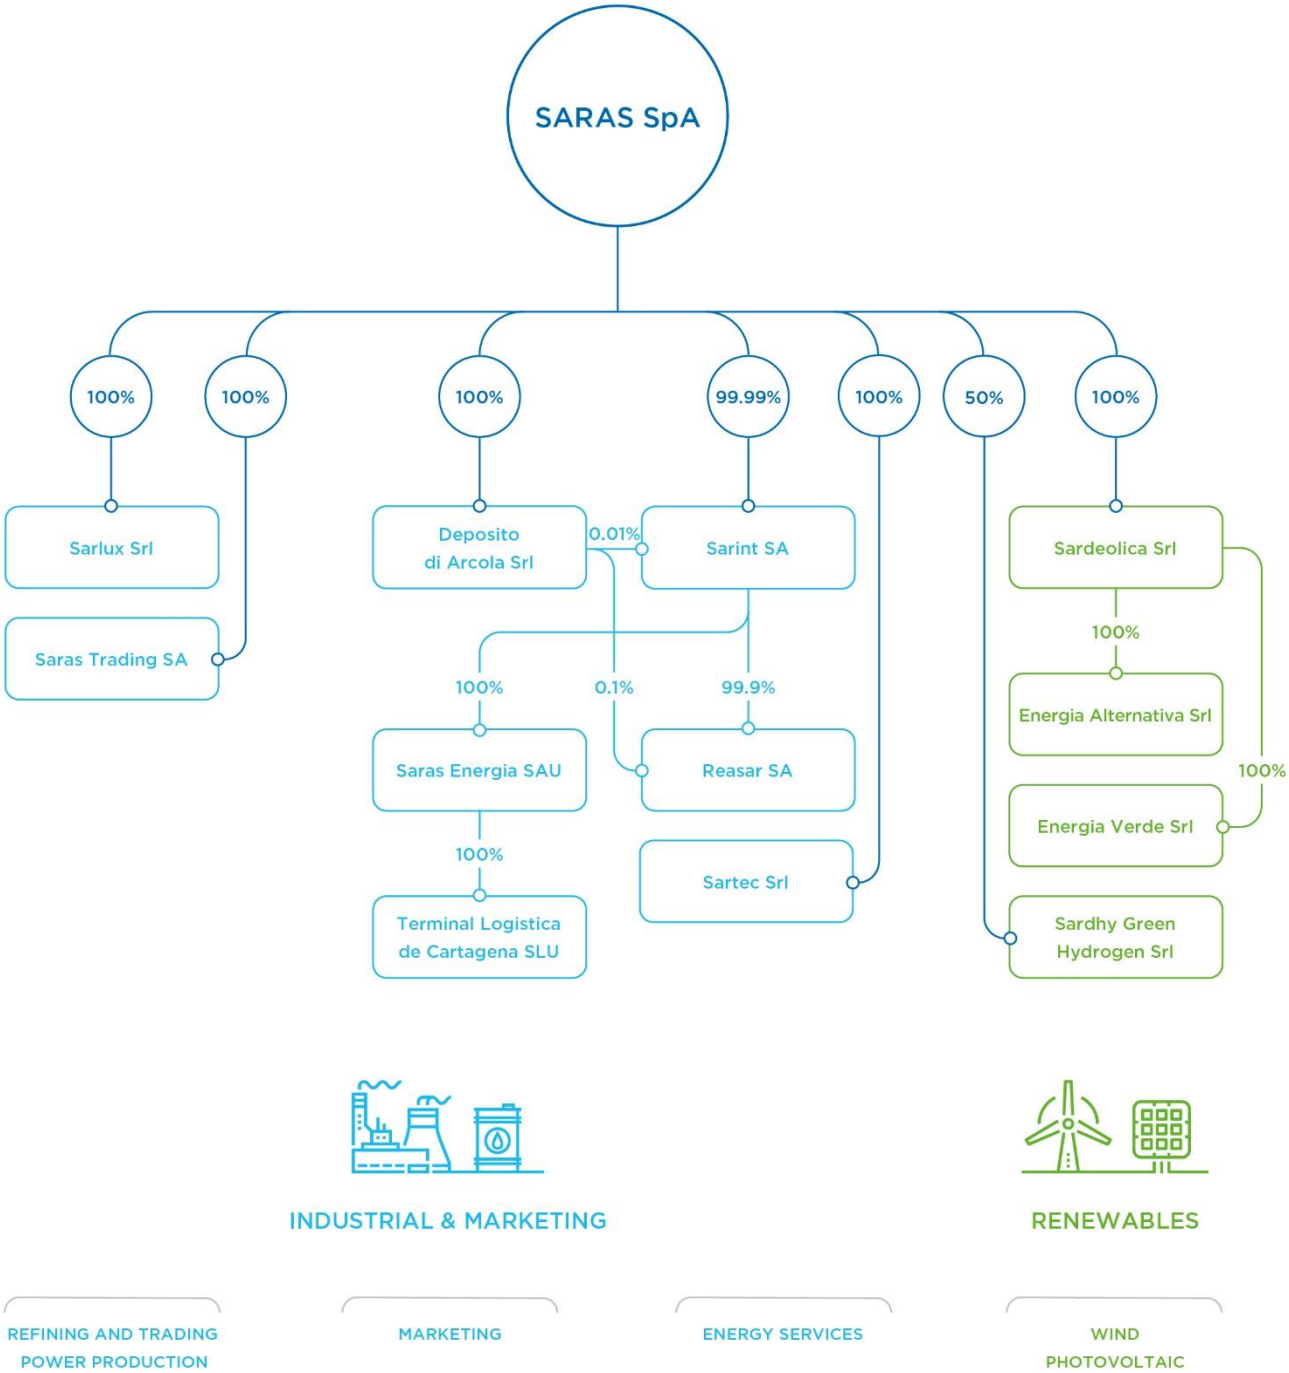 SARAS SpA
100%
100%
100%
99.99%
100%
50%
100%
Sarlux Srl
Deposito
di Arcola Srl
0.01%
Sarint SA
Sardeolica Srl
Saras Trading SA
100%
100%
0.1%
99.9%
Energia Alternativa Srl
Saras Energia SAU
Reasar SA
100%
Energia Verde Srl
100%
Sartec Srl
Terminal Logistica
de Cartagena SLU
Sardhy Green
Hydrogen Srl
INDUSTRIAL & MARKETING
RENEWABLES
REFINING AND TRADING
POWER PRODUCTION
MARKETING
ENERGY SERVICES
WIND
PHOTOVOLTAIC